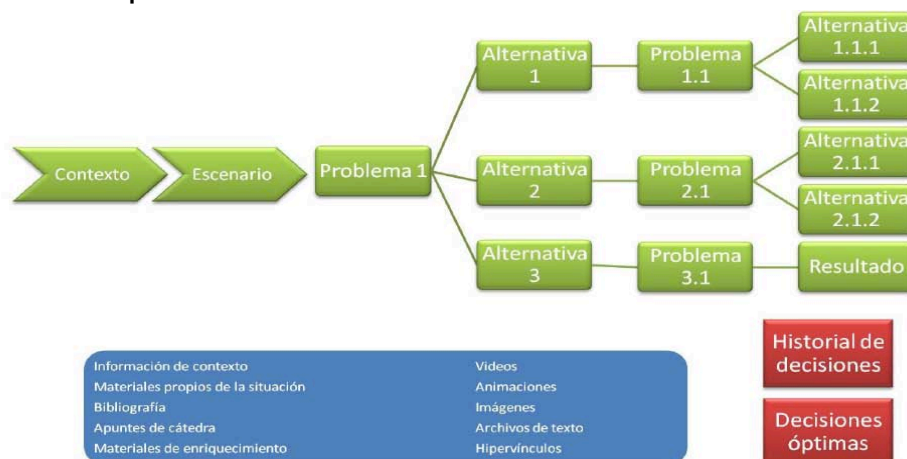 Contexto
Escenario
Problema 1
Alternativa
1
Problema
1.1
Alternativa
1.1.1
Alternativa
1.1.2
Alternativa
2
Problema
2.1
Alternativa
2.1.1
Alternativa
2.1.2
Alternativa
3
Problema
3.1
Resultado
Información de contexto
Materiales propios de la situación
Bibliografía
Apuntes de cátedra
Materiales de enriquecimiento
Videos
Animaciones
Imágenes
Archivos de texto
Hipervínculos
Historial de
decisiones
Decisiones
óptimas